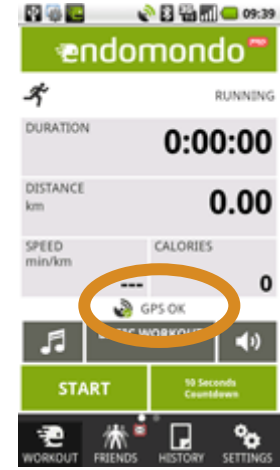 09:39
endomondo PRO
RUNNING
DURATION
0:00:00
DISTANCE
km
0.00
SPEED
min/km
---
CALORIES
0
GPS OK
WORKOUT
START
10 Seconds
Countdown
WORKOUT
FRIENDS
HISTORY
SETTINGS